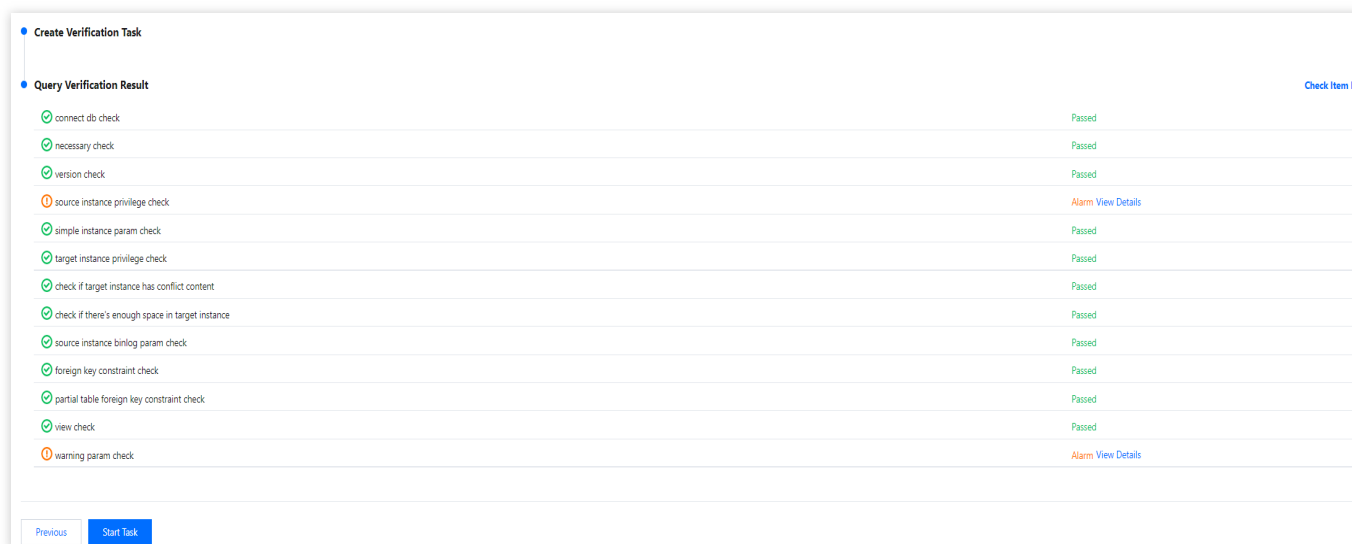 Create Verification Task
Query Verification Result
Check Item
connect db check Passed
necessary check Passed
version check Passed
source instance privilege check Alarm View Details
simple instance param check Passed
target instance privilege check Passed
check if target instance has conflict content Passed
check if there's enough space in target instance Passed
source instance binlog param check Passed
foreign key constraint check Passed
partial table foreign key constraint check Passed
view check Passed
warning param check Alarm View Details
Previous Start Task